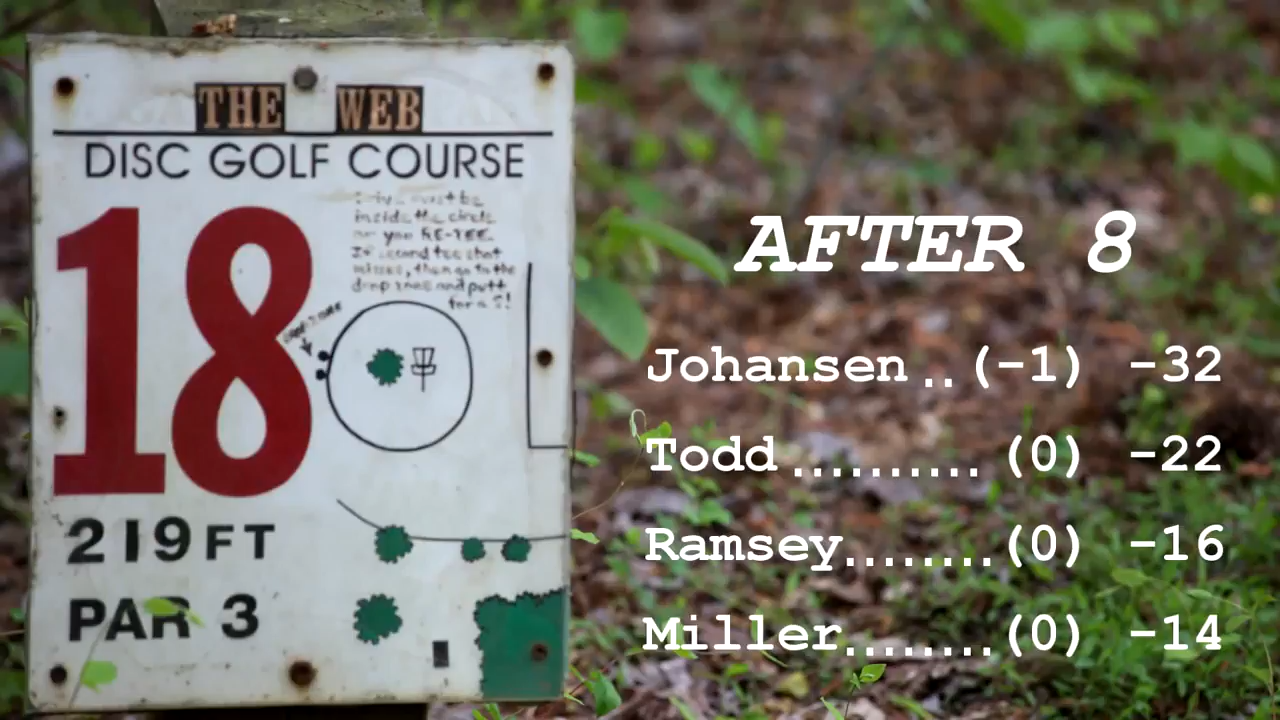 THE WEB
DISC GOLF COURSE
18
must be
inside the circle
or you RE-TEE.
If second tee shot
misses, then go to the
drop zone and putt
for a 5!
219 FT
PAR 3
AFTER 8
Johansen .. (-1) -32
Todd .......... (0) -22
Ramsey........(0) -16
Miller........(0) -14